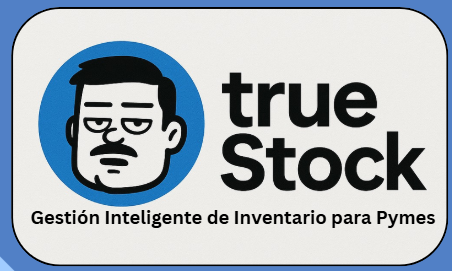 true
Stock
Gestión Inteligente de Inventario para Pymes